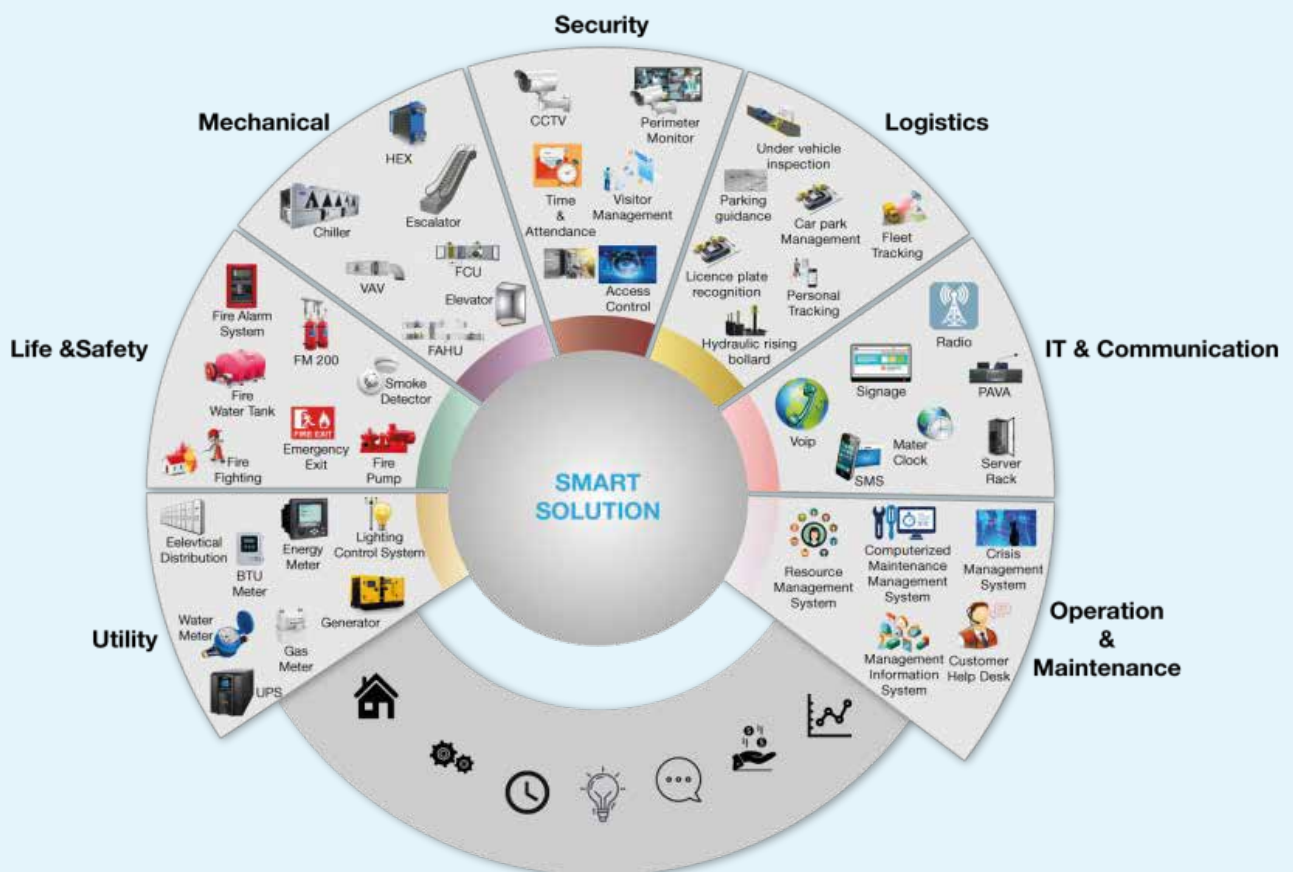 Security
CCTV
Perimeter
Monitor
Time
&
Attendance
Visitor
Management
Access
Control
Mechanical
HEX
Chiller
Escalator
VAV
FCU
Elevator
FAHU
Logistics
Under vehicle
inspection
Parking
guidance
Car park
Management
Fleet
Tracking
Licence plate
recognition
Personal
Tracking
Hydraulic rising
bollard
Life &Safety
Fire Alarm
System
FM 200
Fire
Water Tank
Smoke
Detector
Fire
Fighting
FIRE EXIT
Emergency
Exit
Fire
Pump
IT & Communication
Radio
Signage
PAVA
Voip
Mater
Clock
SMS
Server
Rack
SMART
SOLUTION
Utility
Eelevtical
Distribution
BTU
Meter
Energy
Meter
Lighting
Control System
Water
Meter
Gas
Meter
Generator
UPS
Operation
&
Maintenance
Resource
Management
System
Computerized
Maintenance
Management
System
Crisis
Management
System
Management
Information
System
Customer
Help Desk